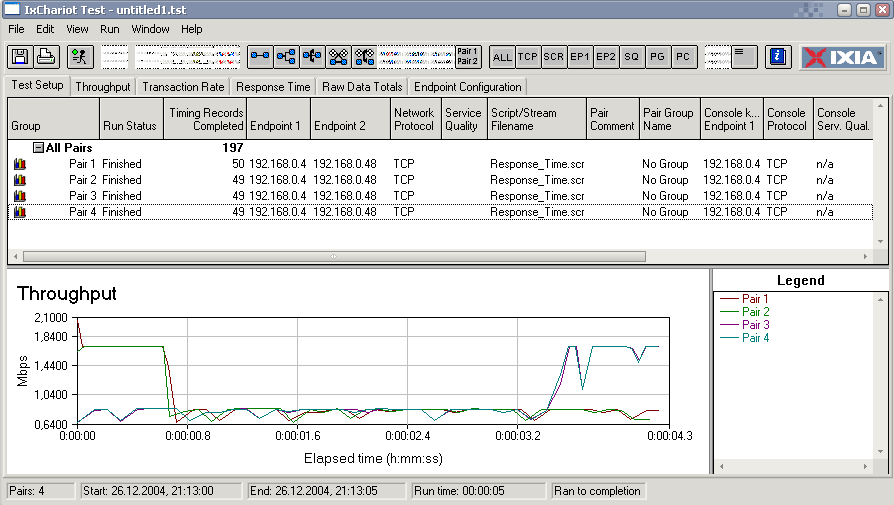 IxChariot Test - untitled1.tst
File Edit View Run Window Help
Pair 1
Pair 2
ALL TCP SCR EP1 EP2 SQ PG PC
IXIA
Test Setup Throughput Transaction Rate Response Time Raw Data Totals Endpoint Configuration
Group Run Status Timing Records Completed Endpoint 1 Endpoint 2 Network Protocol Service Quality Script/Stream Filename Pair Comment Pair Group Name Console k... Endpoint 1 Console Protocol Console Serv. Qual.
All Pairs 197
Pair 1 Finished 50 192.168.0.4 192.168.0.48 TCP Response_Time.scr No Group 192.168.0.4 TCP n/a
Pair 2 Finished 49 192.168.0.4 192.168.0.48 TCP Response_Time.scr No Group 192.168.0.4 TCP n/a
Pair 3 Finished 49 192.168.0.4 192.168.0.48 TCP Response_Time.scr No Group 192.168.0.4 TCP n/a
Pair 4 Finished 49 192.168.0.4 192.168.0.48 TCP Response_Time.scr No Group 192.168.0.4 TCP n/a
Throughput
Mbps
2,1000
1,8400
1,4400
1,0400
0,6400
0:00:00 0:00:00.8 0:00:01.6 0:00:02.4 0:00:03.2 0:00:04.3
Elapsed time (h:mm:ss)
Legend
Pair 1
Pair 2
Pair 3
Pair 4
Pairs: 4 Start: 26.12.2004, 21:13:00 End: 26.12.2004, 21:13:05 Run time: 00:00:05 Ran to completion